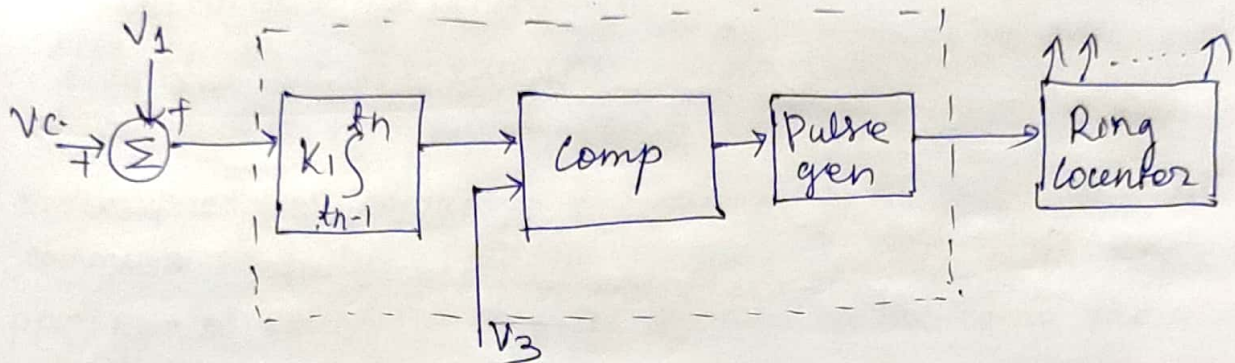 V1
Vc.
+
+
Σ
K1∫
tn
tn-1
Comp
V3
Pulse
gen
Ring
Counter